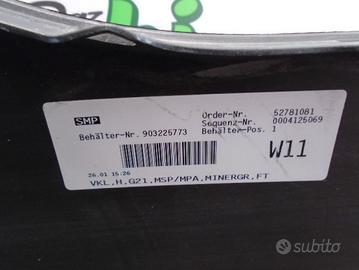 SMP
Order-Nr. 52781081
Sequenz-Nr. 0004125069
Behälter-Nr. 903225773 Behälter-Pos. 1
W11
26.01 15:26
VKL,H,G21,MSP/MPA,MINERGR,FT
subito